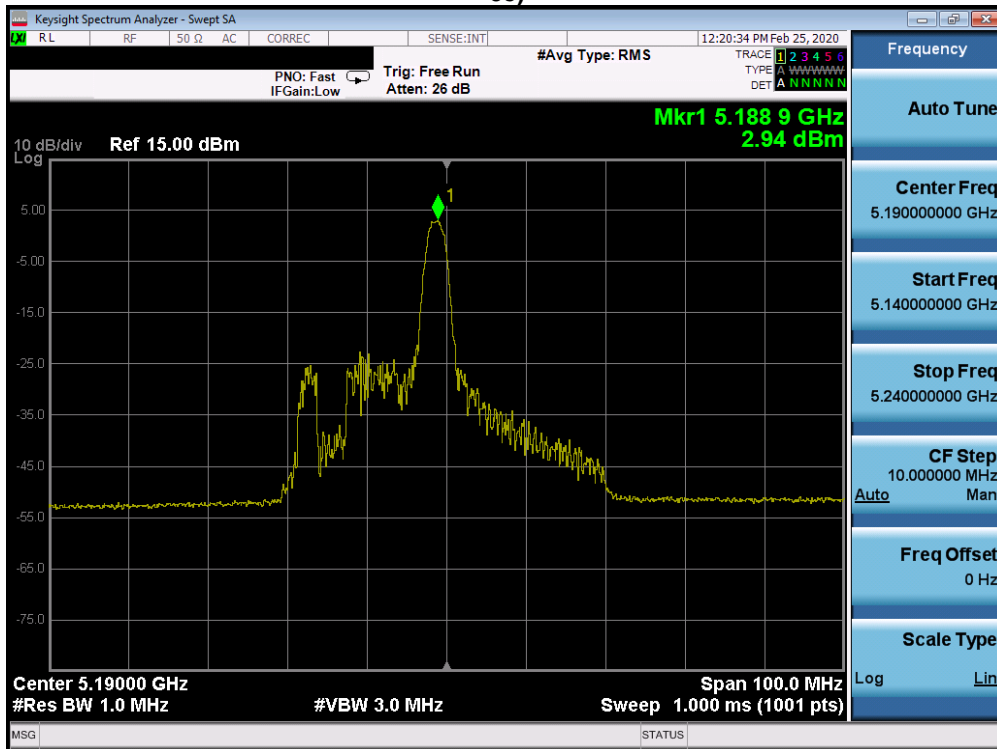 Keysight Spectrum Analyzer - Swept SA
LXI RL RF 50 Ω AC CORREC SENSE:INT 12:20:34 PM Feb 25, 2020
#Avg Type: RMS
TRACE 1 2 3 4 5 6
TYPE A WWWWWW
DET A N N N N N
PNO: Fast
IFGain:Low
Trig: Free Run
Atten: 26 dB
Mkr1 5.188 9 GHz
2.94 dBm
10 dB/div Ref 15.00 dBm
Log
1
5.00
-5.00
-15.0
-25.0
-35.0
-45.0
-55.0
-65.0
-75.0
Center 5.19000 GHz Span 100.0 MHz
#Res BW 1.0 MHz #VBW 3.0 MHz Sweep 1.000 ms (1001 pts)
MSG STATUS
Frequency
Auto Tune
Center Freq
5.190000000 GHz
Start Freq
5.140000000 GHz
Stop Freq
5.240000000 GHz
CF Step
10.000000 MHz
Auto Man
Freq Offset
0 Hz
Scale Type
Log Lin